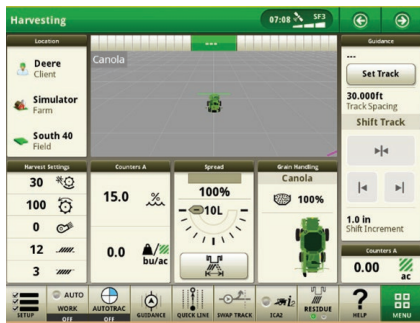 Harvesting
07:08
SF3
Location
Deere
Client
Simulator
Farm
South 40
Field
---
Canola
Guidance
---
Set Track
30.000ft
Track Spacing
Shift Track
1.0 in
Shift Increment
Harvest Settings
30
100
0
12
3
Counters A
15.0
%
0.0
bu/ac
Spread
100%
10L
Grain Handling
Canola
100%
Counters A
0.00
ac
SETUP
AUTO
WORK
OFF
AUTOTRAC
OFF
GUIDANCE
QUICK LINE
SWAP TRACK
ICA2
RESIDUE
HELP
MENU